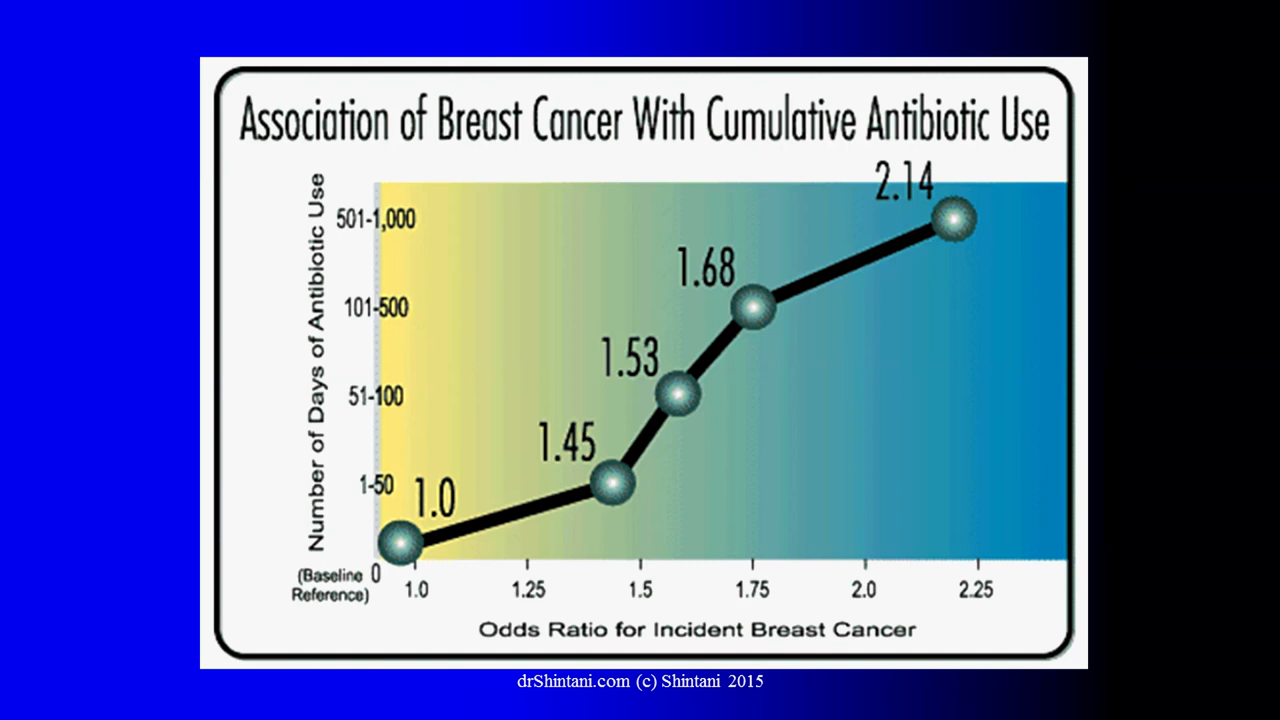 Association of Breast Cancer With Cumulative Antibiotic Use
Number of Days of Antibiotic Use
501-1,000
101-500
51-100
1-50
2.14
1.68
1.53
1.45
1.0
(Baseline Reference) 0
1.0 1.25 1.5 1.75 2.0 2.25
Odds Ratio for Incident Breast Cancer
drShintani.com (c) Shintani 2015